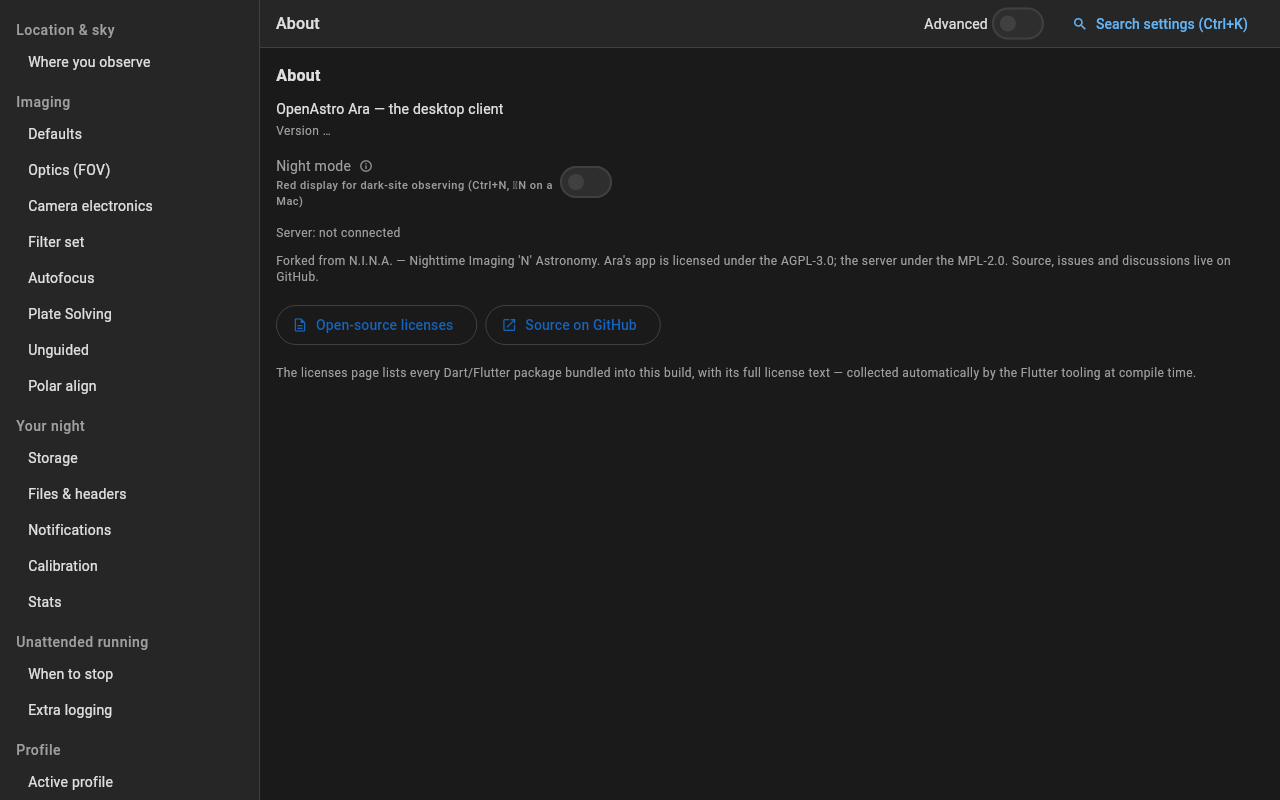 Location & sky
Where you observe
Imaging
Defaults
Optics (FOV)
Camera electronics
Filter set
Autofocus
Plate Solving
Unguided
Polar align
Your night
Storage
Files & headers
Notifications
Calibration
Stats
Unattended running
When to stop
Extra logging
Profile
Active profile
About
Advanced
Search settings (Ctrl+K)
About
OpenAstro Ara — the desktop client
Version …
Night mode
Red display for dark-site observing (Ctrl+N, N on a
Mac)
Server: not connected
Forked from N.I.N.A. — Nighttime Imaging 'N' Astronomy. Ara's app is licensed under the AGPL-3.0; the server under the MPL-2.0. Source, issues and discussions live on
GitHub.
Open-source licenses
Source on GitHub
The licenses page lists every Dart/Flutter package bundled into this build, with its full license text — collected automatically by the Flutter tooling at compile time.